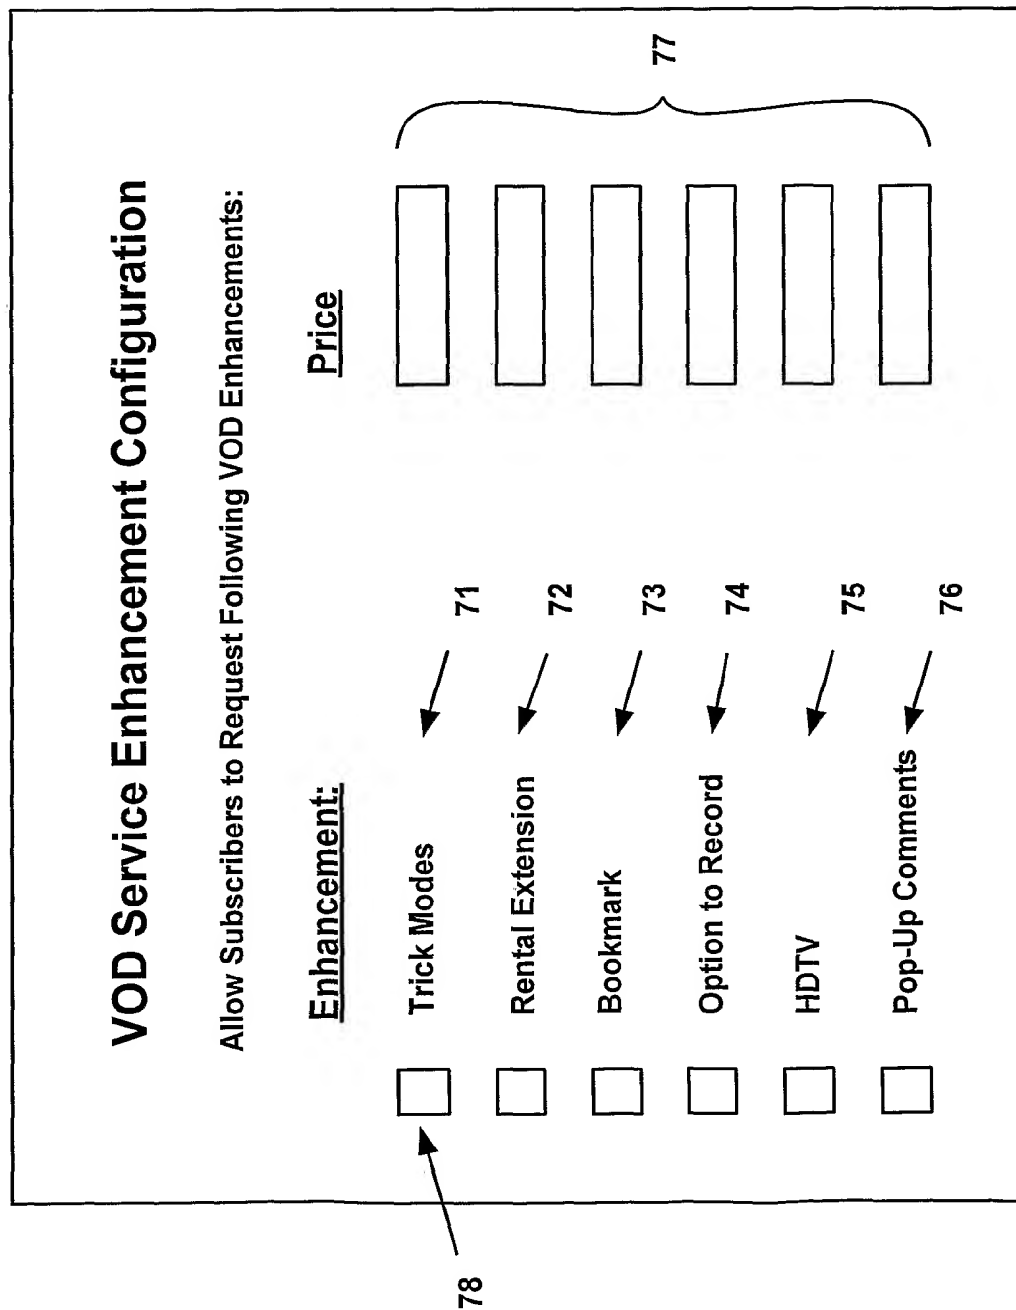 VOD Service Enhancement Configuration
Allow Subscribers to Request Following VOD Enhancements:
Enhancement: Price
Trick Modes 71
Rental Extension 72
Bookmark 73
Option to Record 74
HDTV 75
Pop-Up Comments 76
77
78